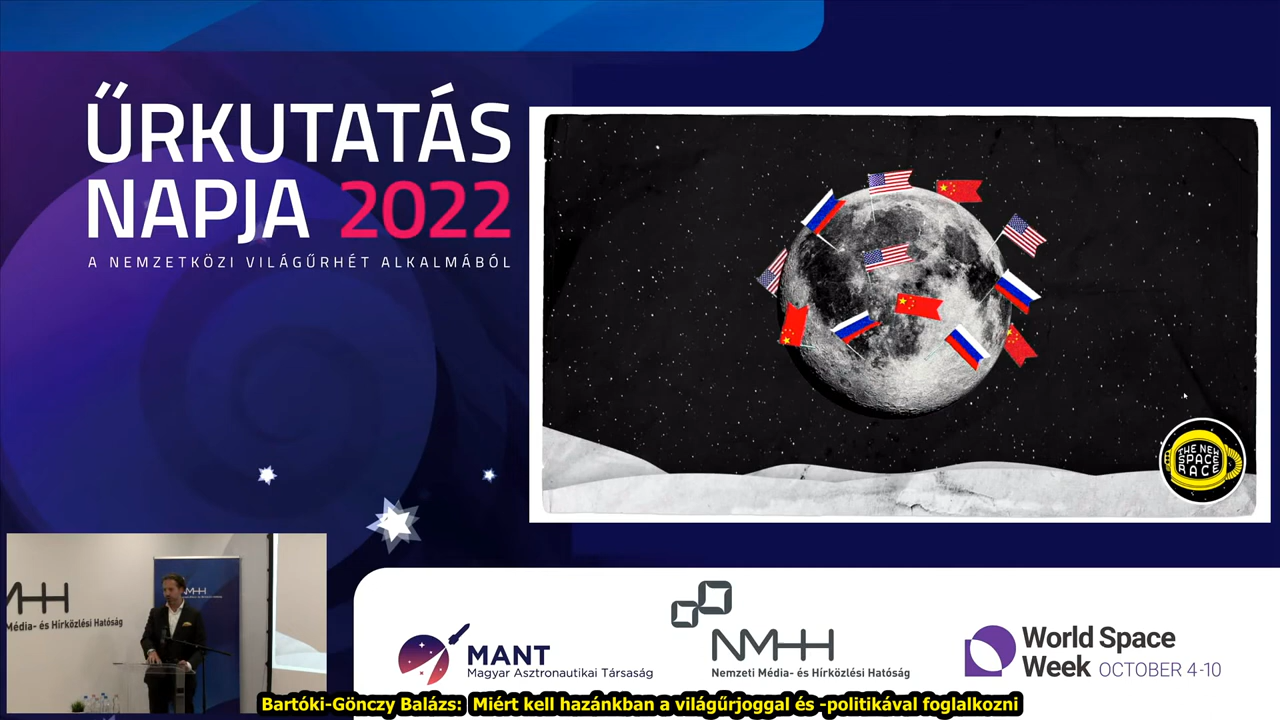 ŰRKUTATÁS
NAPJA 2022
A NEMZETKÖZI VILÁGŰRHÉT ALKALMÁBÓL
THE NEW
SPACE
RACE
NMHH
Média- és Hírközlési Hatóság
MANT
Magyar Asztronautikai Társaság
NMHH
Nemzeti Média- és Hírközlési Hatóság
World Space
Week OCTOBER 4-10
Bartóki-Gönczy Balázs: Miért kell hazánkban a világűrjoggal és -politikával foglalkozni